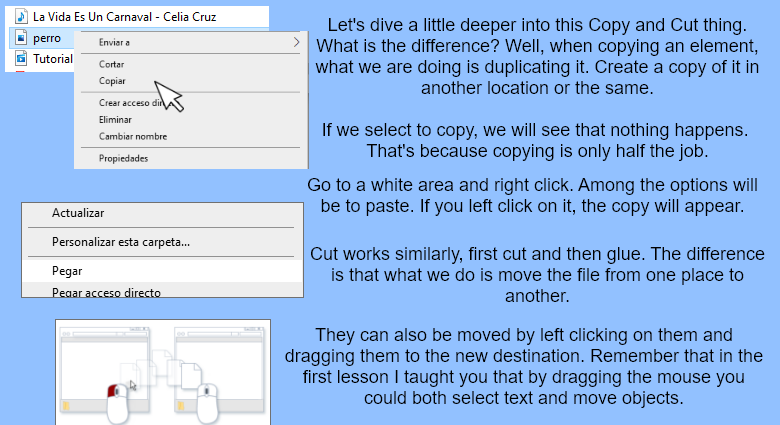 La Vida Es Un Carnaval - Celia Cruz
perro
Tutorial
Enviar a
Cortar
Copiar
Crear acceso dir
Eliminar
Cambiar nombre
Propiedades
Let's dive a little deeper into this Copy and Cut thing.
What is the difference? Well, when copying an element,
what we are doing is duplicating it. Create a copy of it in
another location or the same.
If we select to copy, we will see that nothing happens.
That's because copying is only half the job.
Go to a white area and right click. Among the options will
be to paste. If you left click on it, the copy will appear.
Actualizar
Personalizar esta carpeta...
Pegar
Pegar acceso directo
Cut works similarly, first cut and then glue. The difference
is that what we do is move the file from one place to
another.
They can also be moved by left clicking on them and
dragging them to the new destination. Remember that in the
first lesson I taught you that by dragging the mouse you
could both select text and move objects.